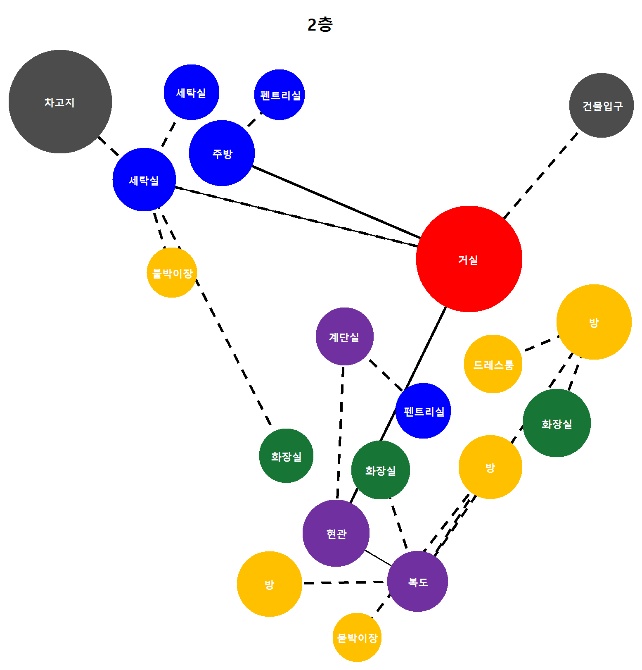 2층
세탁실
펜트리실
차고지
건물입구
주방
세탁실
거실
붙박이장
방
계단실
드레스룸
펜트리실
화장실
화장실
방
화장실
현관
복도
방
붙박이장